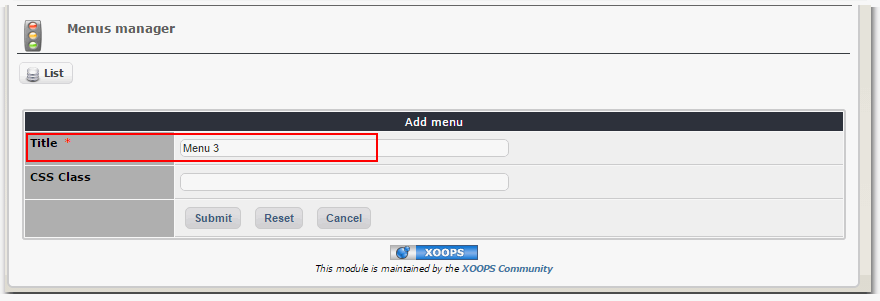 Menus manager
List
Add menu
Title *
Menu 3
CSS Class
Submit Reset Cancel
XOOPS
This module is maintained by the XOOPS Community